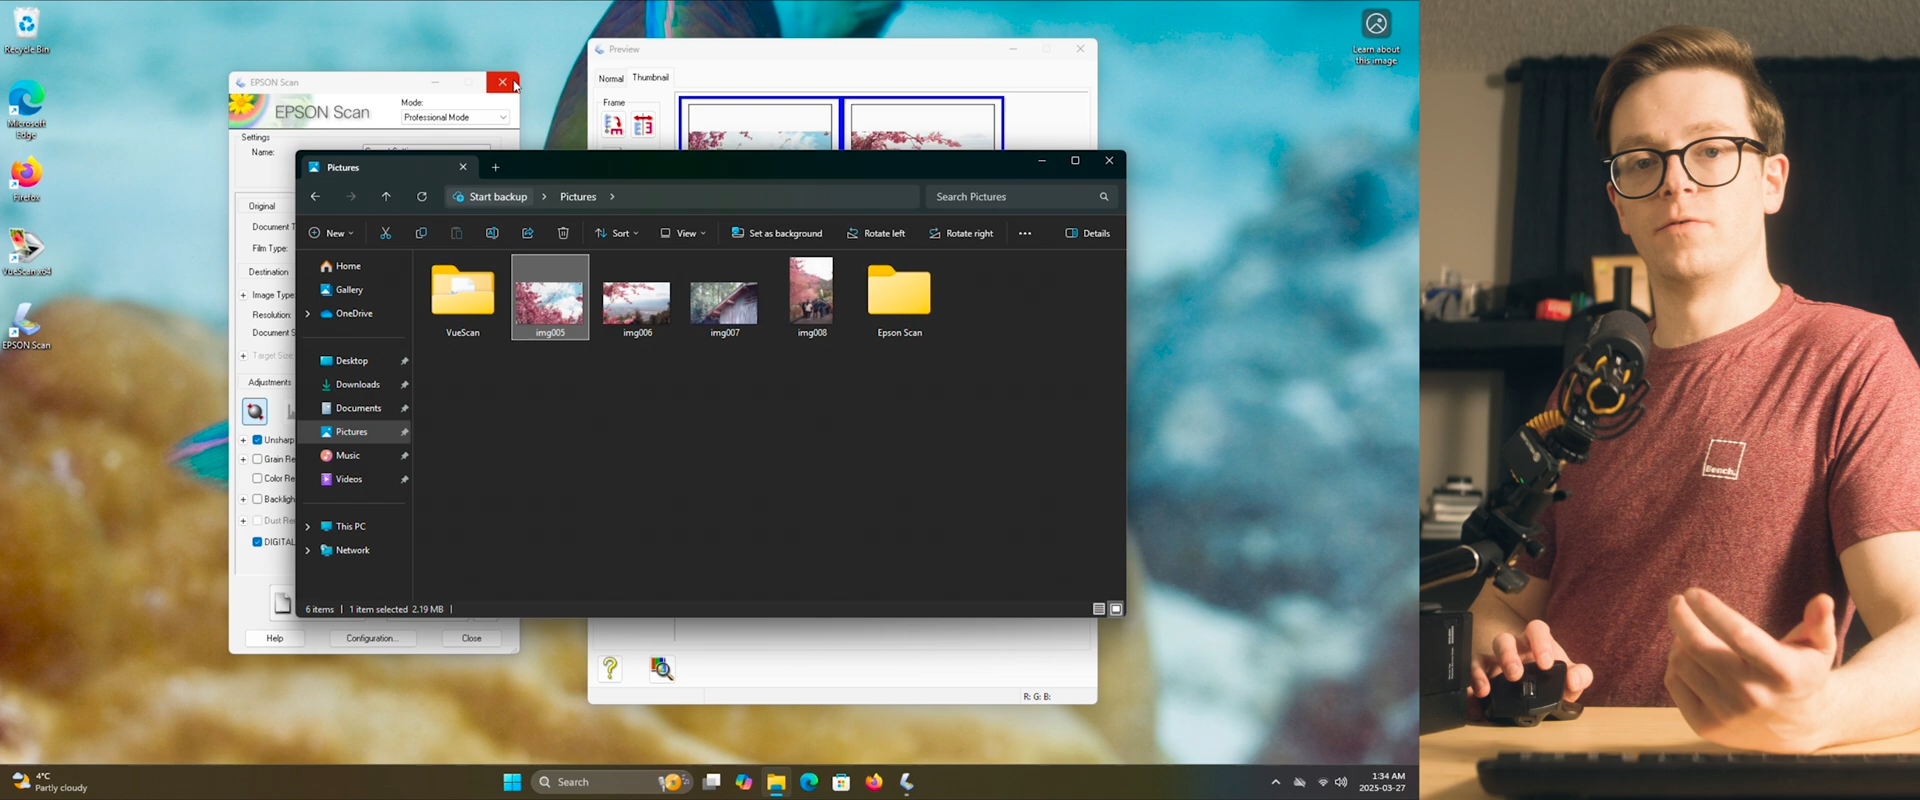 Recycle Bin
Microsoft
Edge
Firefox
VueScan x64
EPSON Scan
Learn about
this image
EPSON Scan
EPSON Scan
Mode:
Professional Mode
Settings
Name:
Original
Document T
Film Type:
Destination
Image Type
Resolution:
Document S
Target Size:
Adjustments
Unsharp
Grain Re
Color Re
Backligh
Dust Re
DIGITAL
Help
Configuration...
Close
Preview
Normal
Thumbnail
Frame
R: G: B:
Pictures
Start backup
Pictures
Search Pictures
New
Sort
View
Set as background
Rotate left
Rotate right
Details
Home
Gallery
OneDrive
Desktop
Downloads
Documents
Pictures
Music
Videos
This PC
Network
VueScan
img005
img006
img007
img008
Epson Scan
6 items
1 item selected 2.19 MB
4°C
Partly cloudy
Search
1:34 AM
2025-03-27
Bench.